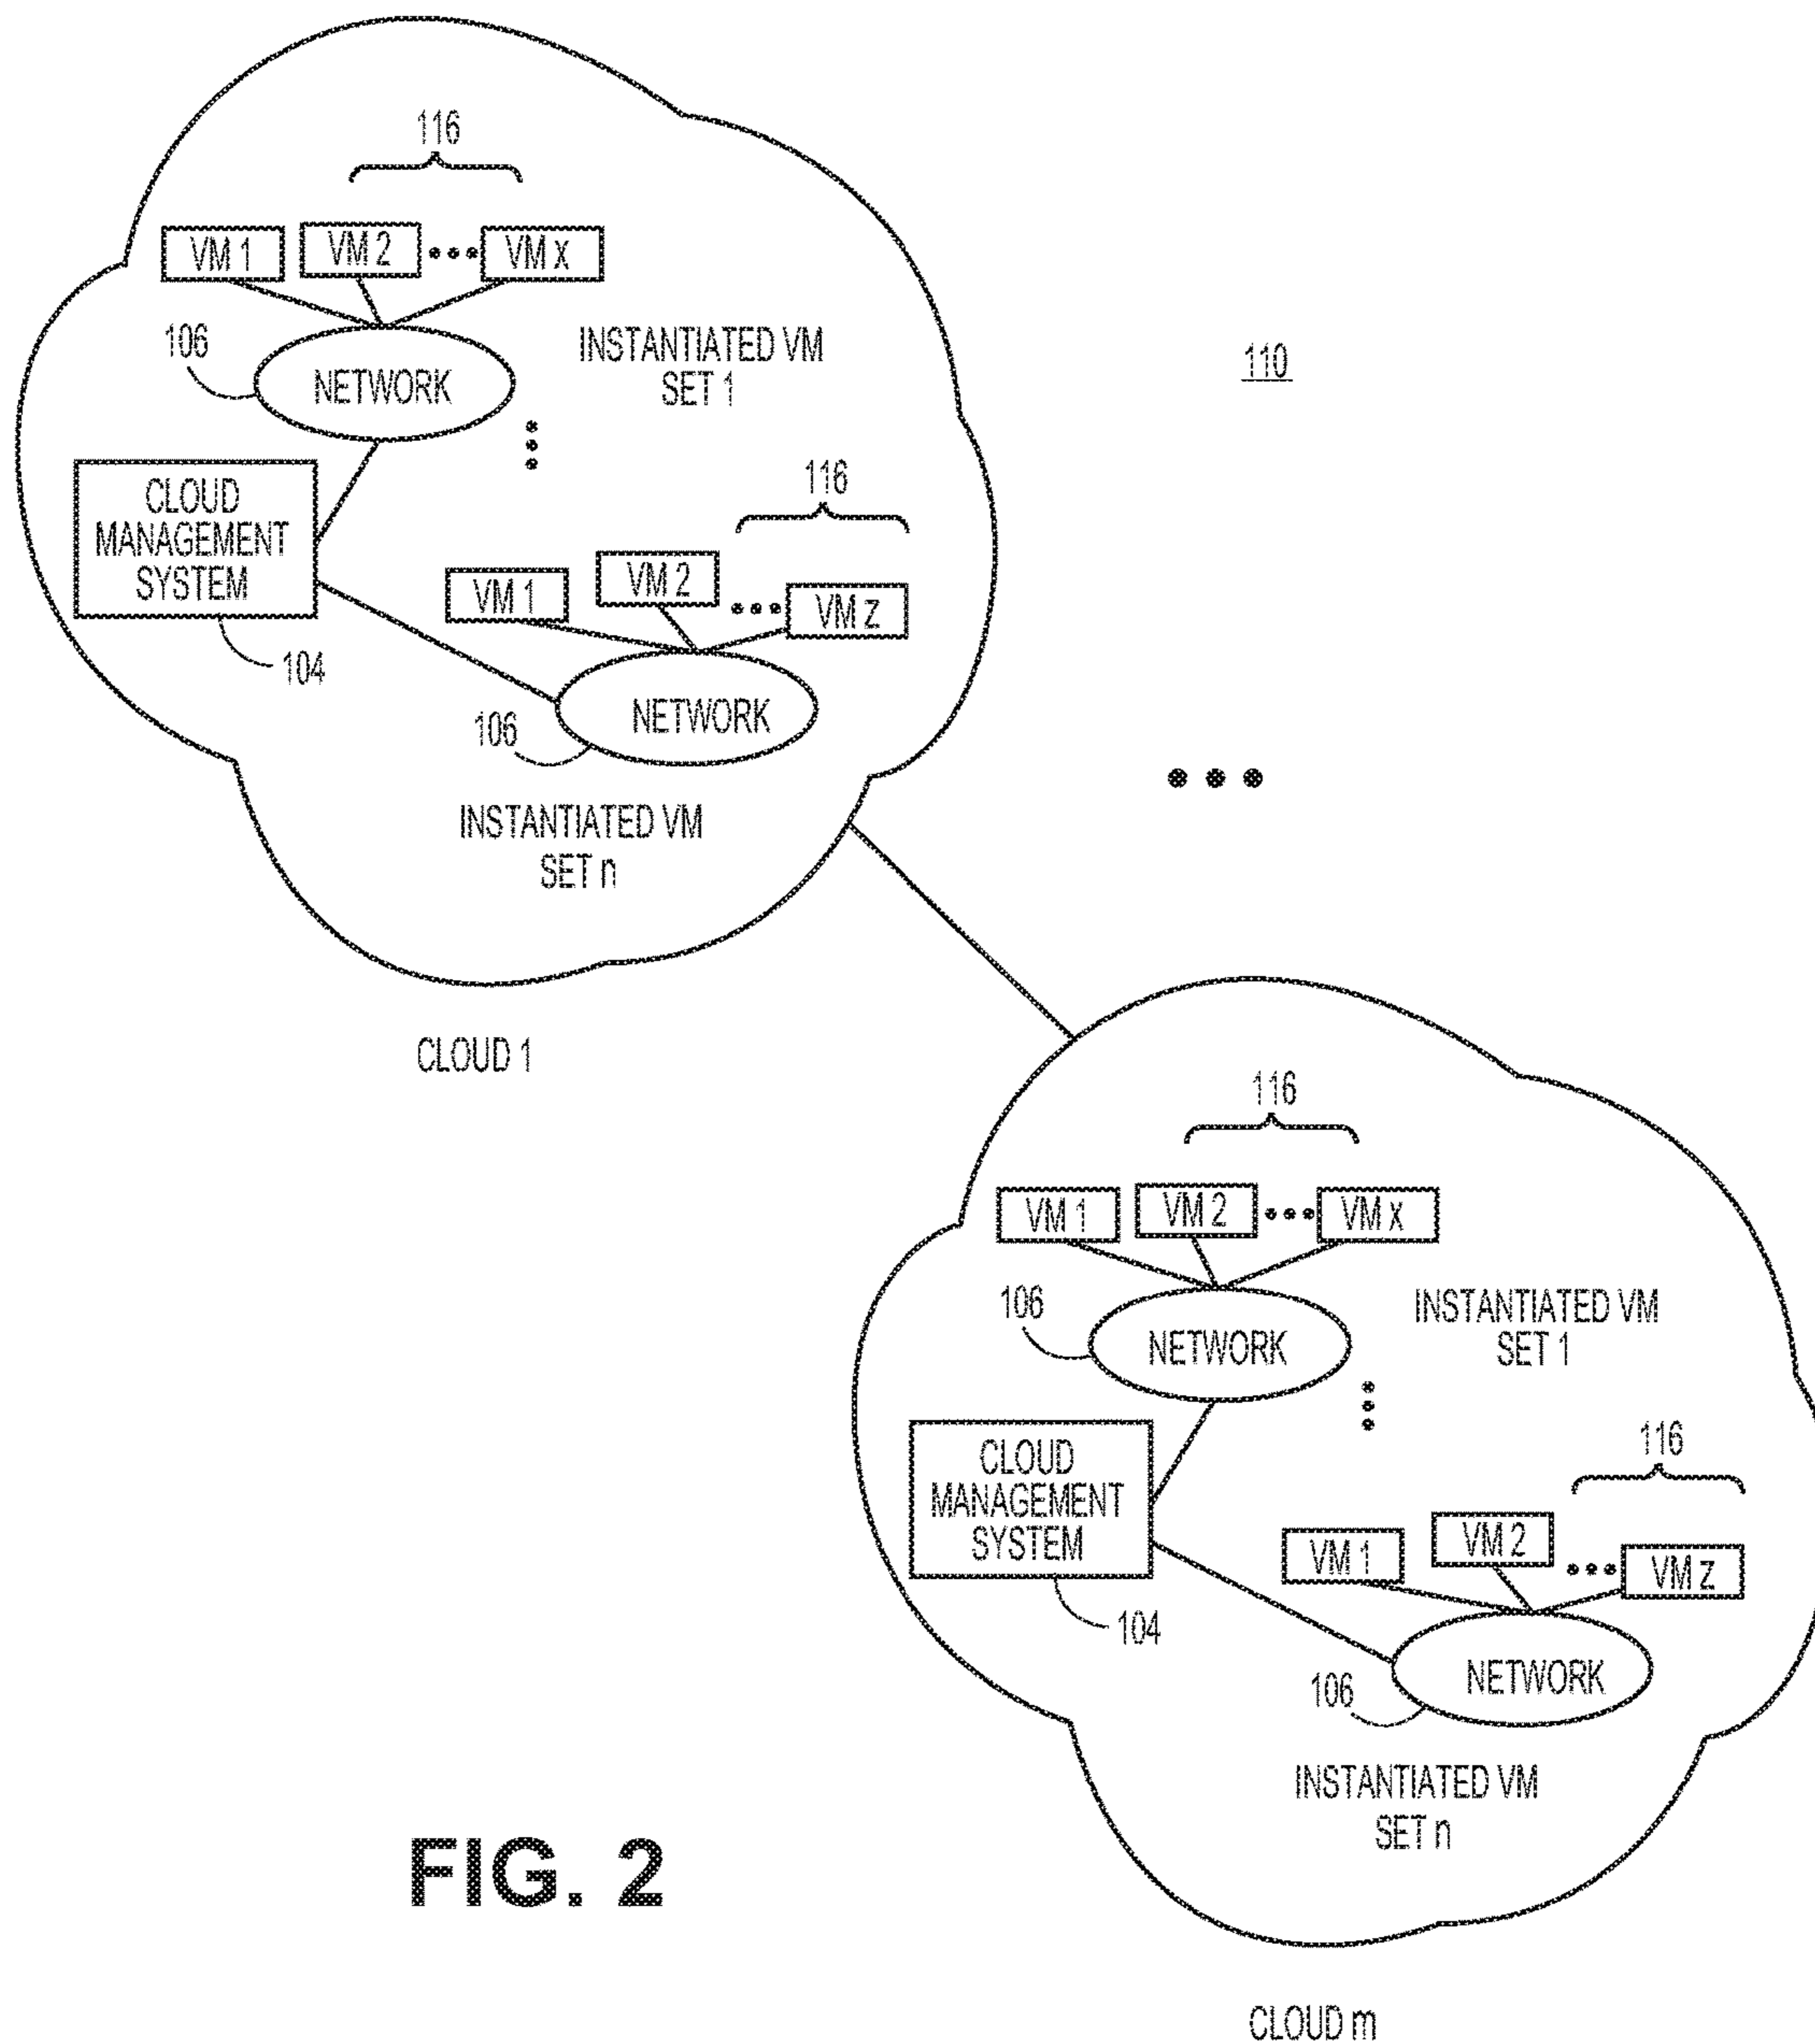 116
VM 1
VM 2
VM x
106
NETWORK
INSTANTIATED VM
SET 1
110
CLOUD
MANAGEMENT
SYSTEM
104
116
VM 1
VM 2
VM z
106
NETWORK
INSTANTIATED VM
SET n
CLOUD 1
116
VM 1
VM 2
VM x
106
NETWORK
INSTANTIATED VM
SET 1
CLOUD
MANAGEMENT
SYSTEM
104
116
VM 1
VM 2
VM z
106
NETWORK
INSTANTIATED VM
SET n
FIG. 2
CLOUD m